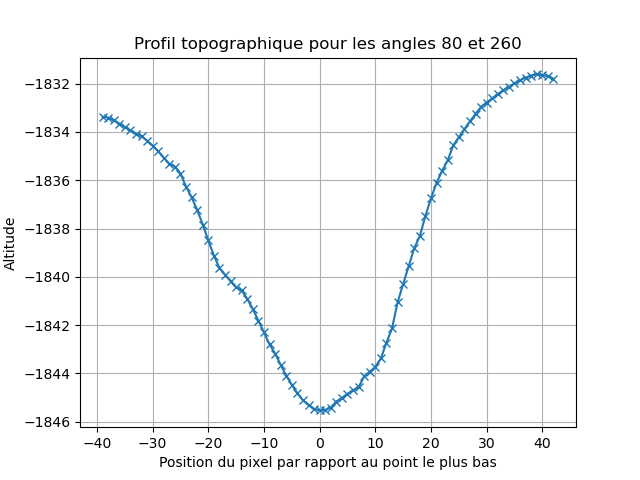 Profil topographique pour les angles 80 et 260
Altitude
−1832
−1834
−1836
−1838
−1840
−1842
−1844
−1846
−40 −30 −20 −10 0 10 20 30 40
Position du pixel par rapport au point le plus bas